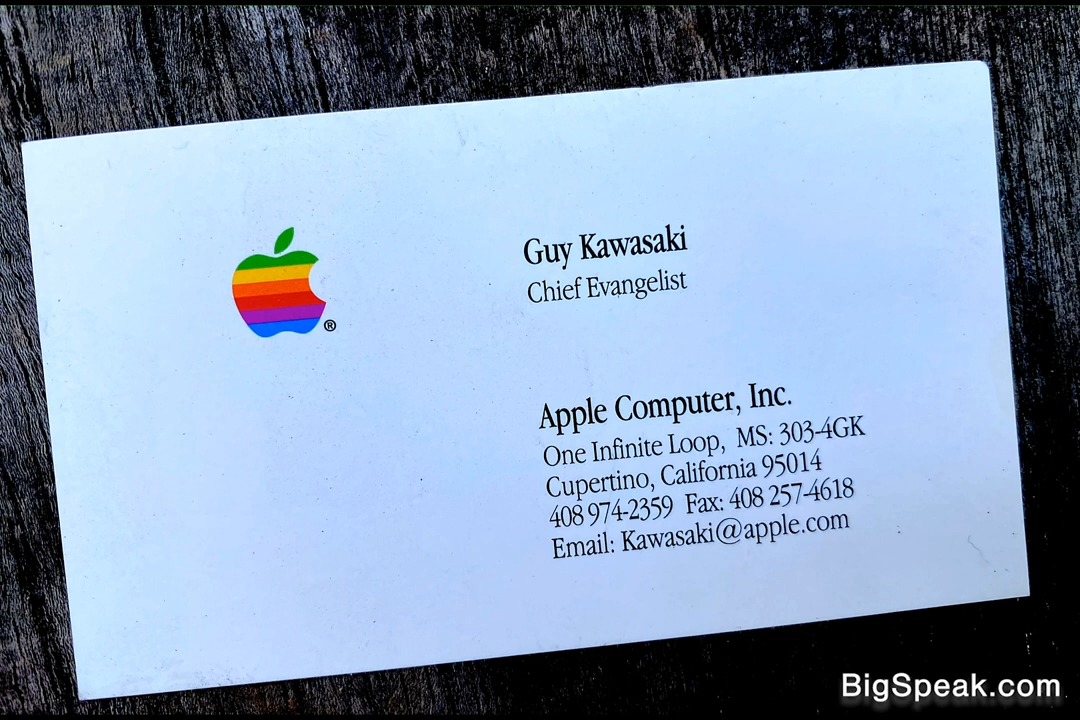 ®
Guy Kawasaki
Chief Evangelist
Apple Computer, Inc.
One Infinite Loop, MS: 303-4GK
Cupertino, California 95014
408 974-2359 Fax: 408 257-4618
Email: Kawasaki@apple.com
BigSpeak.com